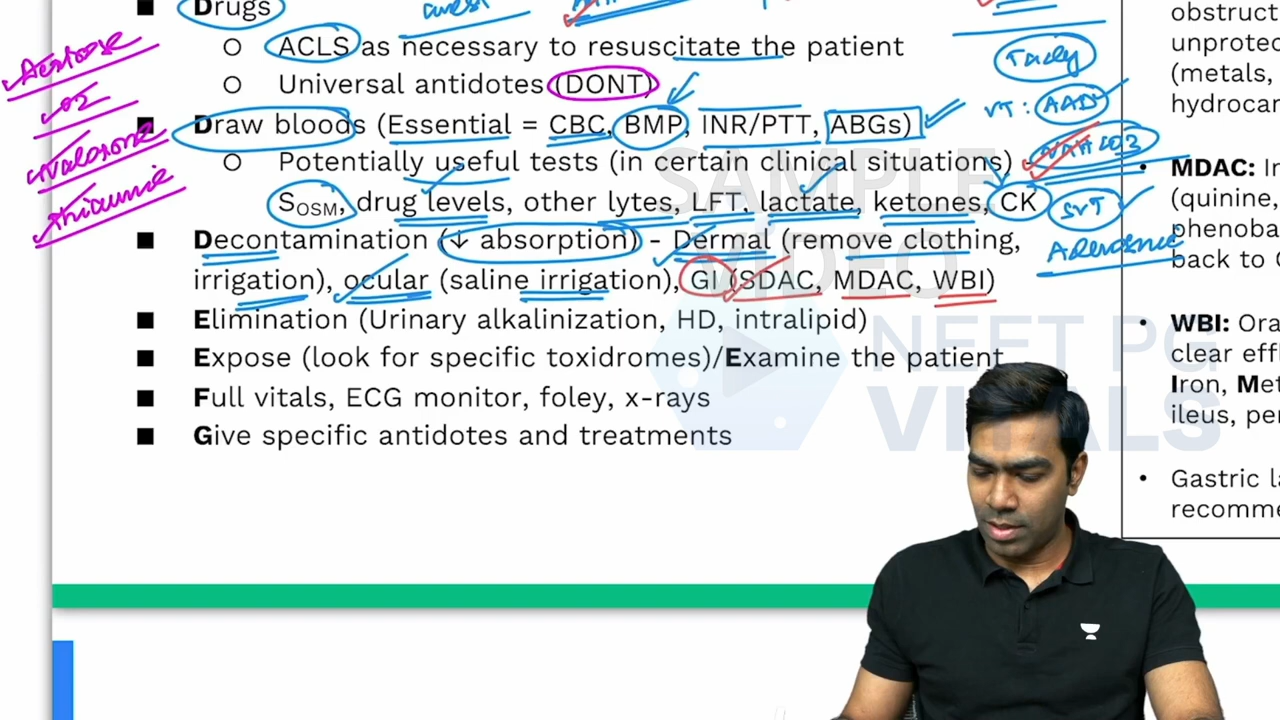 Drugs
arrest
ACLS as necessary to resuscitate the patient
Universal antidotes (DONT)
Draw bloods (Essential = CBC, BMP, INR/PTT, ABGs)
Potentially useful tests (in certain clinical situations) -
SOSM, drug levels, other lytes, LFT, lactate, ketones, CK
Decontamination (↓ absorption) - Dermal (remove clothing,
irrigation), ocular (saline irrigation), GI (SDAC, MDAC, WBI)
Elimination (Urinary alkalinization, HD, intralipid)
Expose (look for specific toxidromes)/Examine the patient
Full vitals, ECG monitor, foley, x-rays
Give specific antidotes and treatments
Dextrose
O2
Naloxone
Thiamine
Tachy
VT : AAD
NaHCO3
SVT
Adenosine
obstruct
unprotec
(metals,
hydrocar
MDAC: In
(quinine,
phenoba
back to
WBI: Ora
clear effl
Iron, Met
ileus, per
Gastric la
recomme
SAMPLE
VIDEO
NEET PG
VITALS